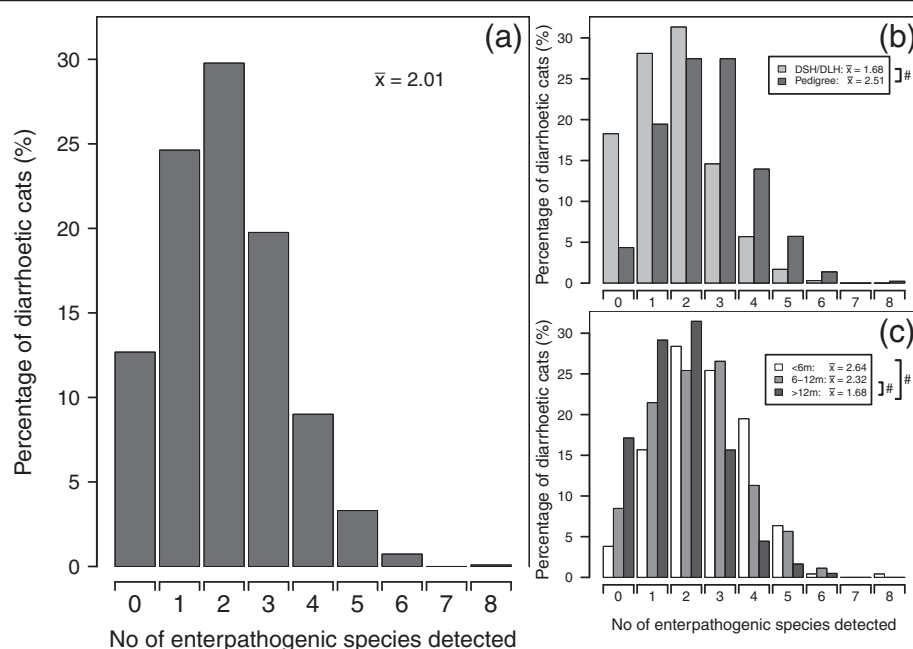 (a)
x̅ = 2.01
Percentage of diarrhoetic cats (%)
30
25
20
15
10
5
0
0 1 2 3 4 5 6 7 8
No of enterpathogenic species detected
(b)
DSH/DLH: x̅ = 1.68
Pedigree: x̅ = 2.51
#
Percentage of diarrhoetic cats (%)
30
25
20
15
10
5
0
0 1 2 3 4 5 6 7 8
(c)
<6m: x̅ = 2.64
6–12m: x̅ = 2.32
>12m: x̅ = 1.68
# #
Percentage of diarrhoetic cats (%)
30
25
20
15
10
5
0
0 1 2 3 4 5 6 7 8
No of enterpathogenic species detected